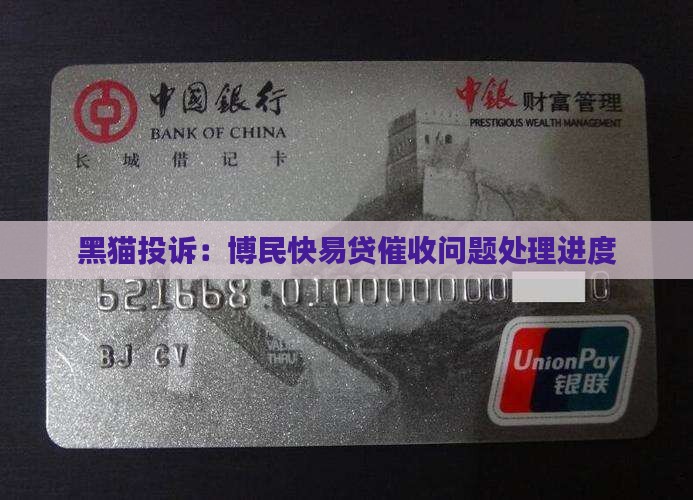 中国银行
BANK OF CHINA
长城借记卡
中银 财富管理
PRESTIGIOUS WEALTH MANAGEMENT
黑猫投诉：博民快易贷催收问题处理进度
VALID
THRU
BJ CV
UnionPay
银联